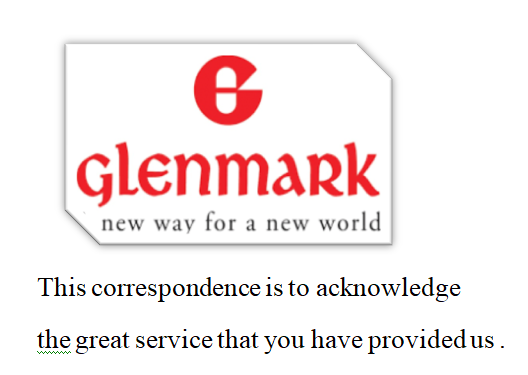 GLENMARK
new way for a new world
This correspondence is to acknowledge
the great service that you have provided us .